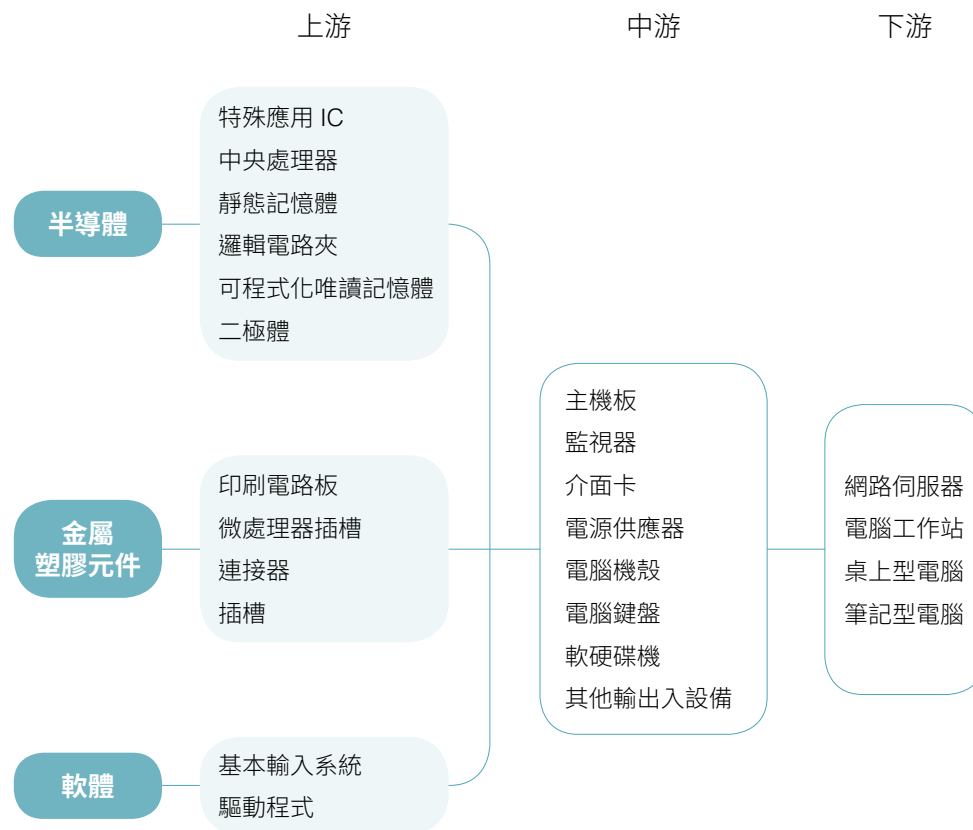 上游
中游
下游
半導體
特殊應用 IC
中央處理器
靜態記憶體
邏輯電路夾
可程式化唯讀記憶體
二極體
金屬
塑膠元件
印刷電路板
微處理器插槽
連接器
插槽
軟體
基本輸入系統
驅動程式
主機板
監視器
介面卡
電源供應器
電腦機殼
電腦鍵盤
軟硬碟機
其他輸出入設備
網路伺服器
電腦工作站
桌上型電腦
筆記型電腦